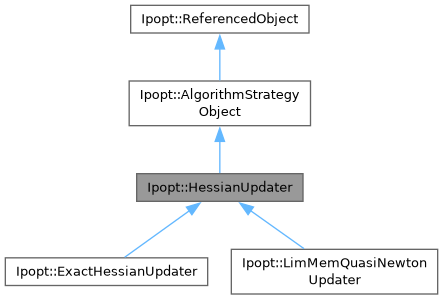 Ipopt::ReferencedObject
Ipopt::AlgorithmStrategy
Object
Ipopt::HessianUpdater
Ipopt::ExactHessianUpdater
Ipopt::LimMemQuasiNewton
Updater